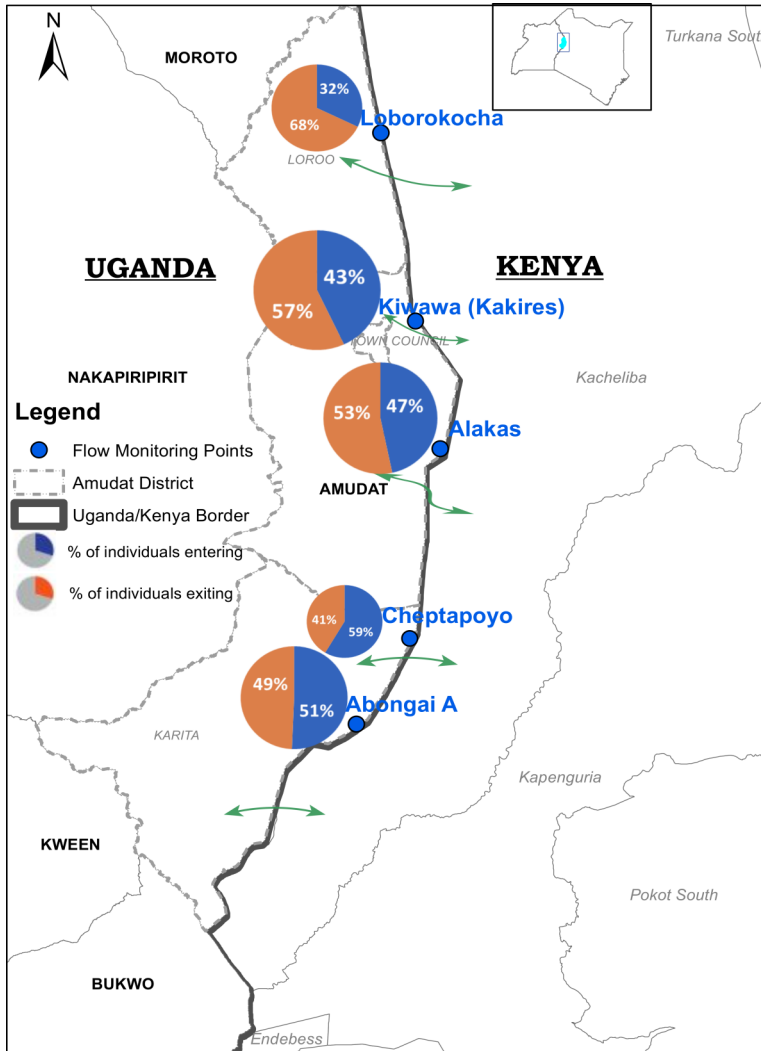 N
MOROTO
Turkana Sout
32%
68%
Loborokocha
LOROO
UGANDA
KENYA
43%
57%
Kiwawa (Kakires)
TOWN COUNCIL
NAKAPIRIPIRIT
Kacheliba
53%
47%
Alakas
Legend
Flow Monitoring Points
Amudat District
Uganda/Kenya Border
% of individuals entering
% of individuals exiting
AMUDAT
41%
59%
Cheptapoyo
49%
51%
Abongai A
KARITA
Kapenguria
KWEEN
Pokot South
BUKWO
Endebess